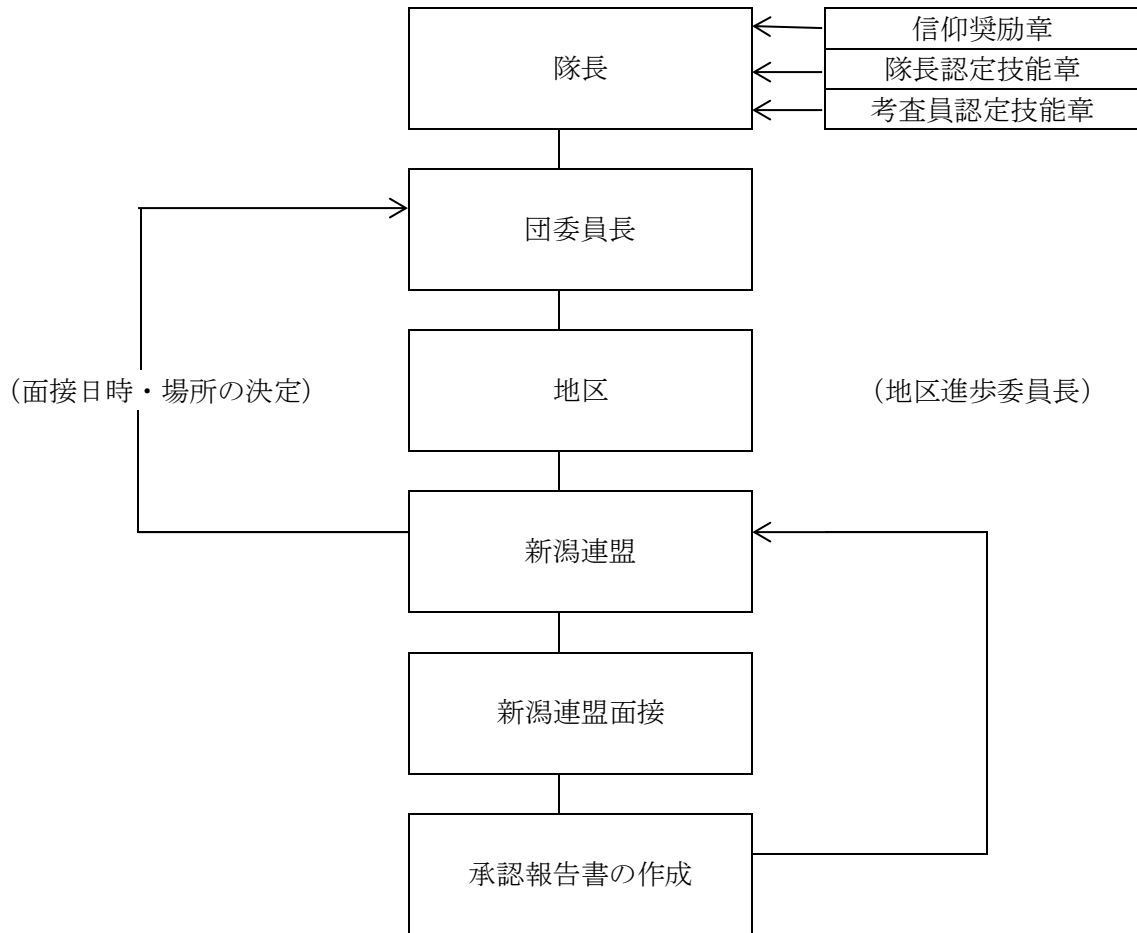 隊長
信仰奨励章
隊長認定技能章
考査員認定技能章
団委員長
(面接日時・場所の決定)
地区
(地区進歩委員長)
新潟連盟
新潟連盟面接
承認報告書の作成